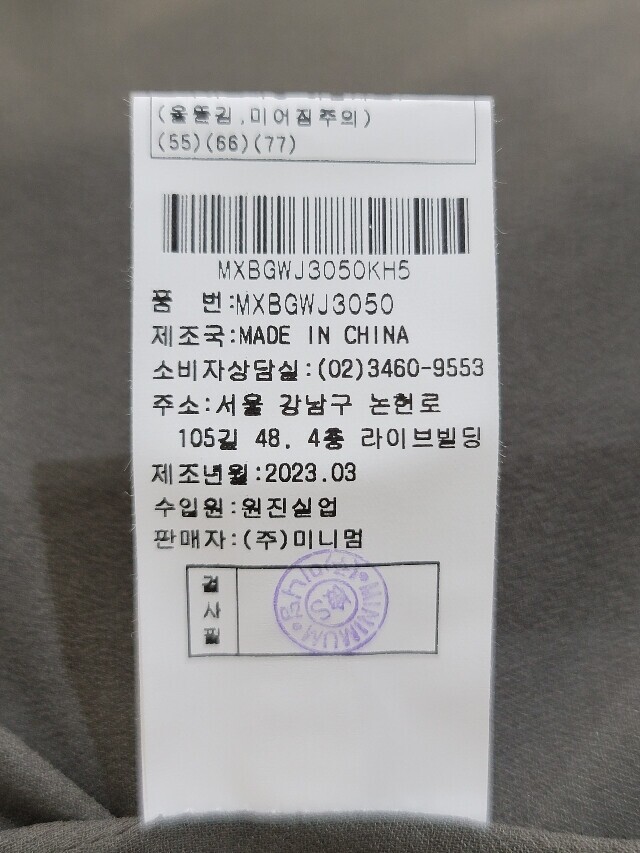 (올뜯김,미어짐주의)
(55)(66)(77)
MXBGWJ3050KH5
품 번:MXBGWJ3050
제조국:MADE IN CHINA
소비자상담실:(02)3460-9553
주소:서울 강남구 논현로
105길 48, 4층 라이브빌딩
제조년월:2023.03
수입원:원진실업
판매자:(주)미니멈
검사필
MINIMUM